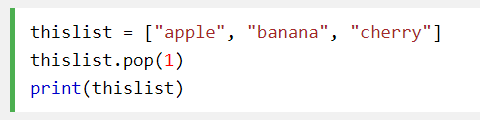 thislist = ["apple", "banana", "cherry"]
thislist.pop(1)
print(thislist)